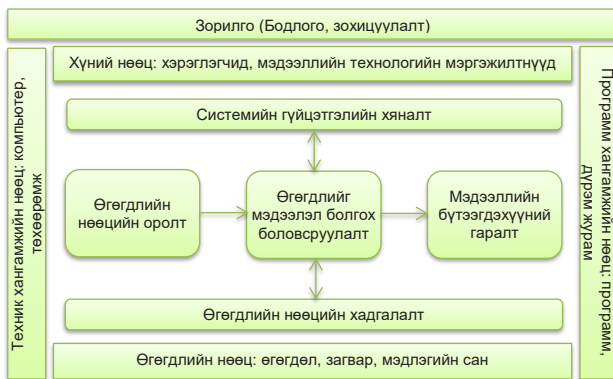 Зорилго (Бодлого, зохицуулалт)
Техник хангамжийн нөөц: компьютер,
төхөөрөмж
Хүний нөөц: хэрэглэгчид, мэдээллийн технологийн мэргэжилтнүүд
Системийн гүйцэтгэлийн хяналт
Өгөгдлийн
нөөцийн оролт
Өгөгдлийг
мэдээлэл болгох
боловсруулалт
Мэдээллийн
бүтээгдэхүүний
гаралт
Өгөгдлийн нөөцийн хадгалалт
Өгөгдлийн нөөц: өгөгдөл, загвар, мэдлэгийн сан
Программ хангамжийн нөөц: программ,
дүрэм журам